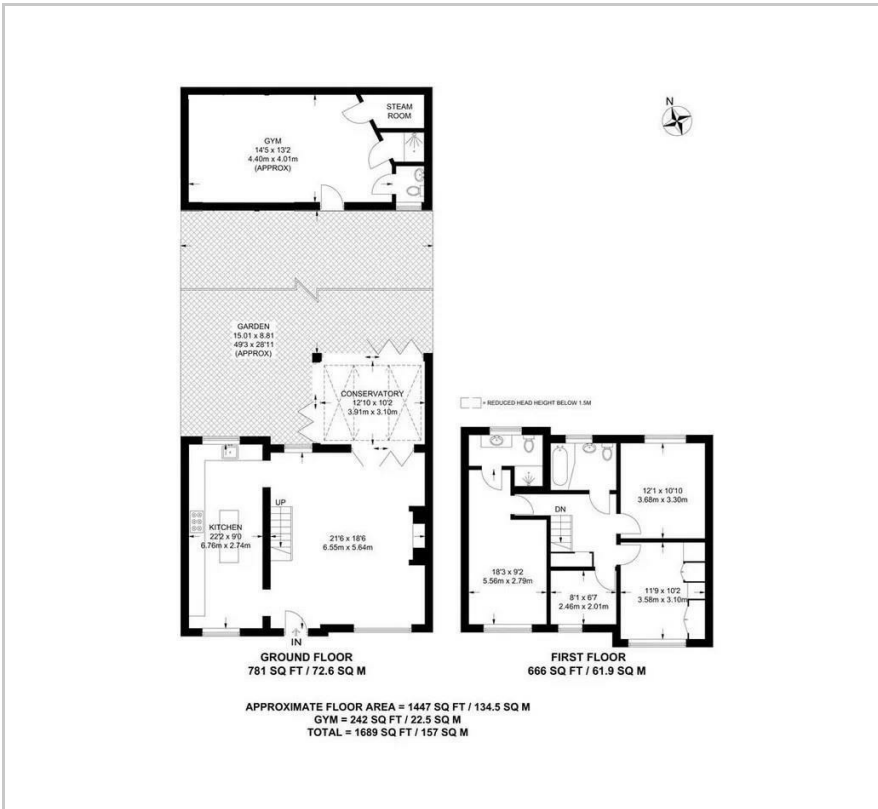 N
STEAM
ROOM
GYM
14'5 x 13'2
4.40m x 4.01m
(APPROX)
GARDEN
15.01 x 8.81
49'3 x 28'11
(APPROX)
CONSERVATORY
12'10 x 10'2
3.91m x 3.10m
= REDUCED HEAD HEIGHT BELOW 1.5M
UP
KITCHEN
22'2 x 9'0
6.76m x 2.74m
21'6 x 18'6
6.55m x 5.64m
IN
12'1 x 10'10
3.68m x 3.30m
DN
18'3 x 9'2
5.56m x 2.79m
8'1 x 6'7
2.46m x 2.01m
11'9 x 10'2
3.58m x 3.10m
GROUND FLOOR
781 SQ FT / 72.6 SQ M
FIRST FLOOR
666 SQ FT / 61.9 SQ M
APPROXIMATE FLOOR AREA = 1447 SQ FT / 134.5 SQ M
GYM = 242 SQ FT / 22.5 SQ M
TOTAL = 1689 SQ FT / 157 SQ M